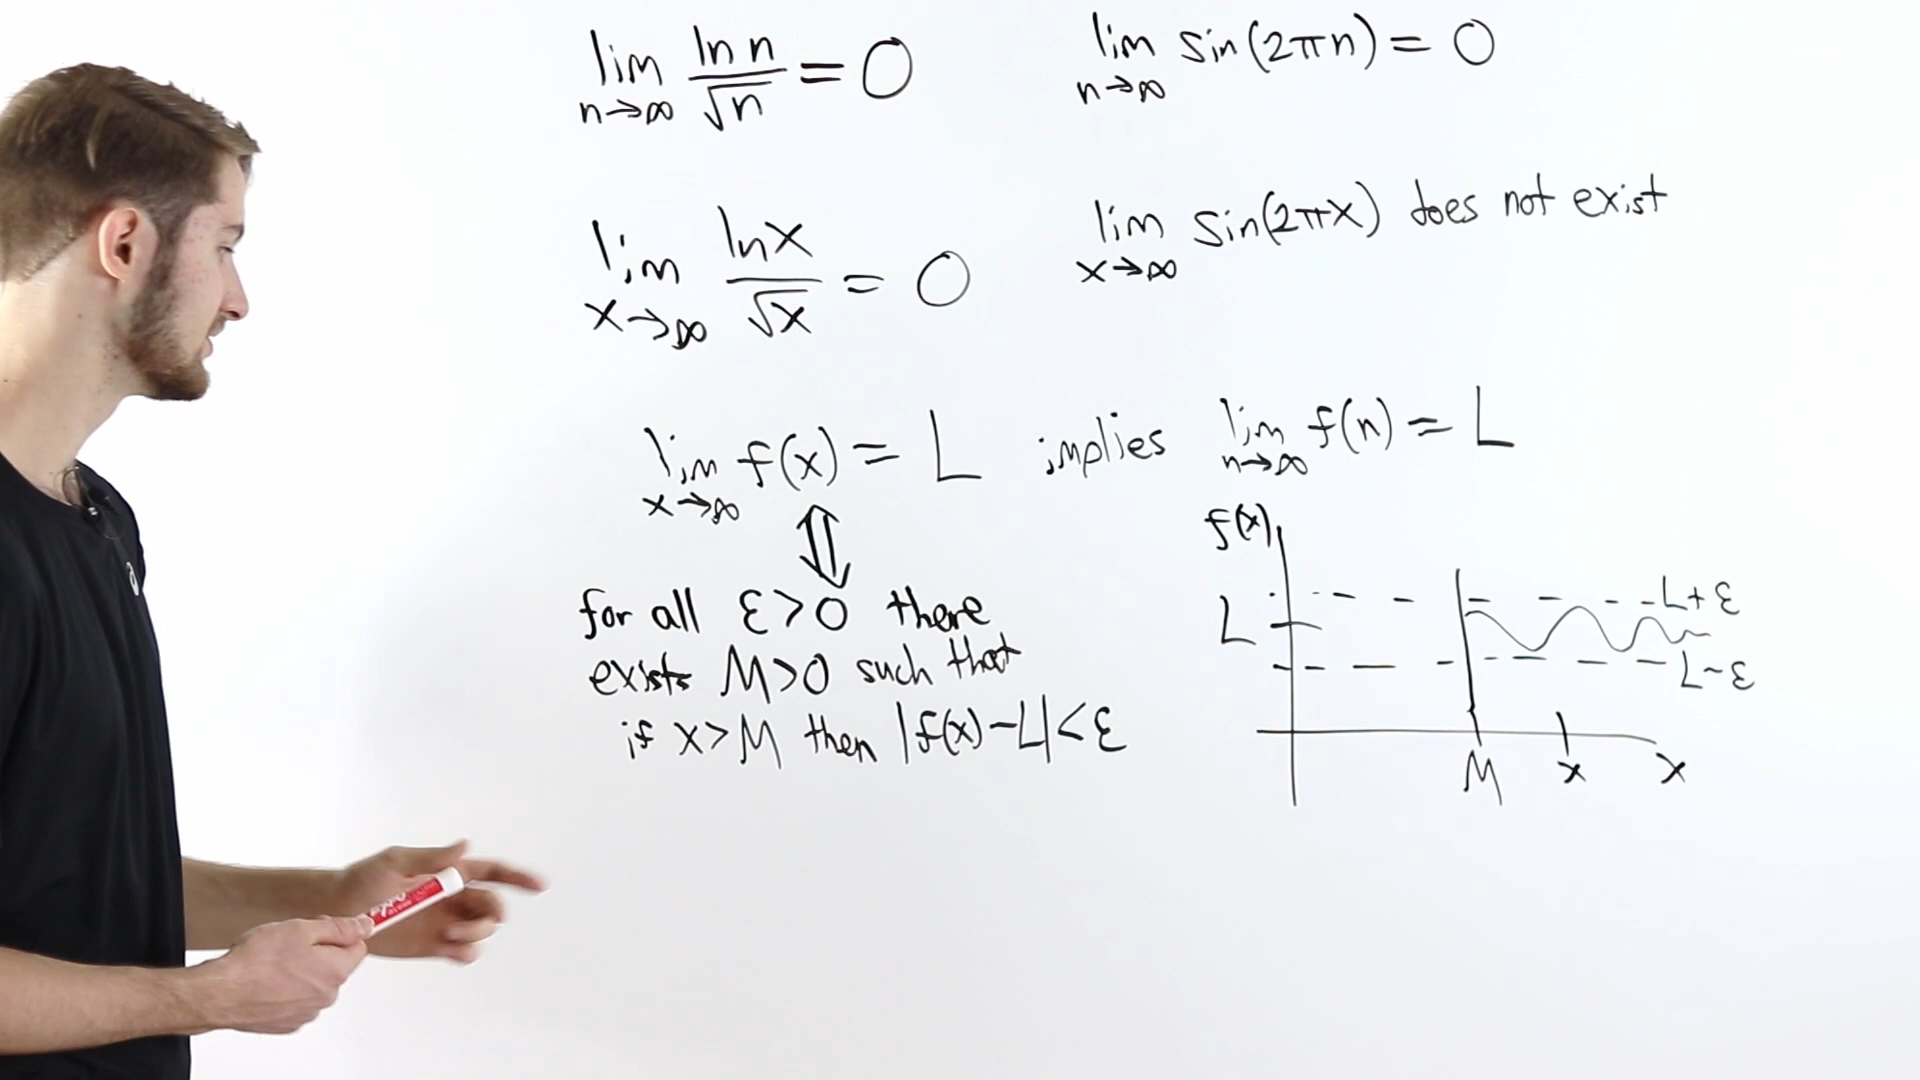 lim n→∞ ln n / √n = 0
lim n→∞ sin(2πn) = 0
lim x→∞ ln x / √x = 0
lim x→∞ sin(2πx) does not exist
lim x→∞ f(x) = L implies lim n→∞ f(n) = L
⇕
for all ε>0 there
exists M>0 such that
if x>M then |f(x)-L|<ε
f(x)
L+ε
L
L-ε
M x x